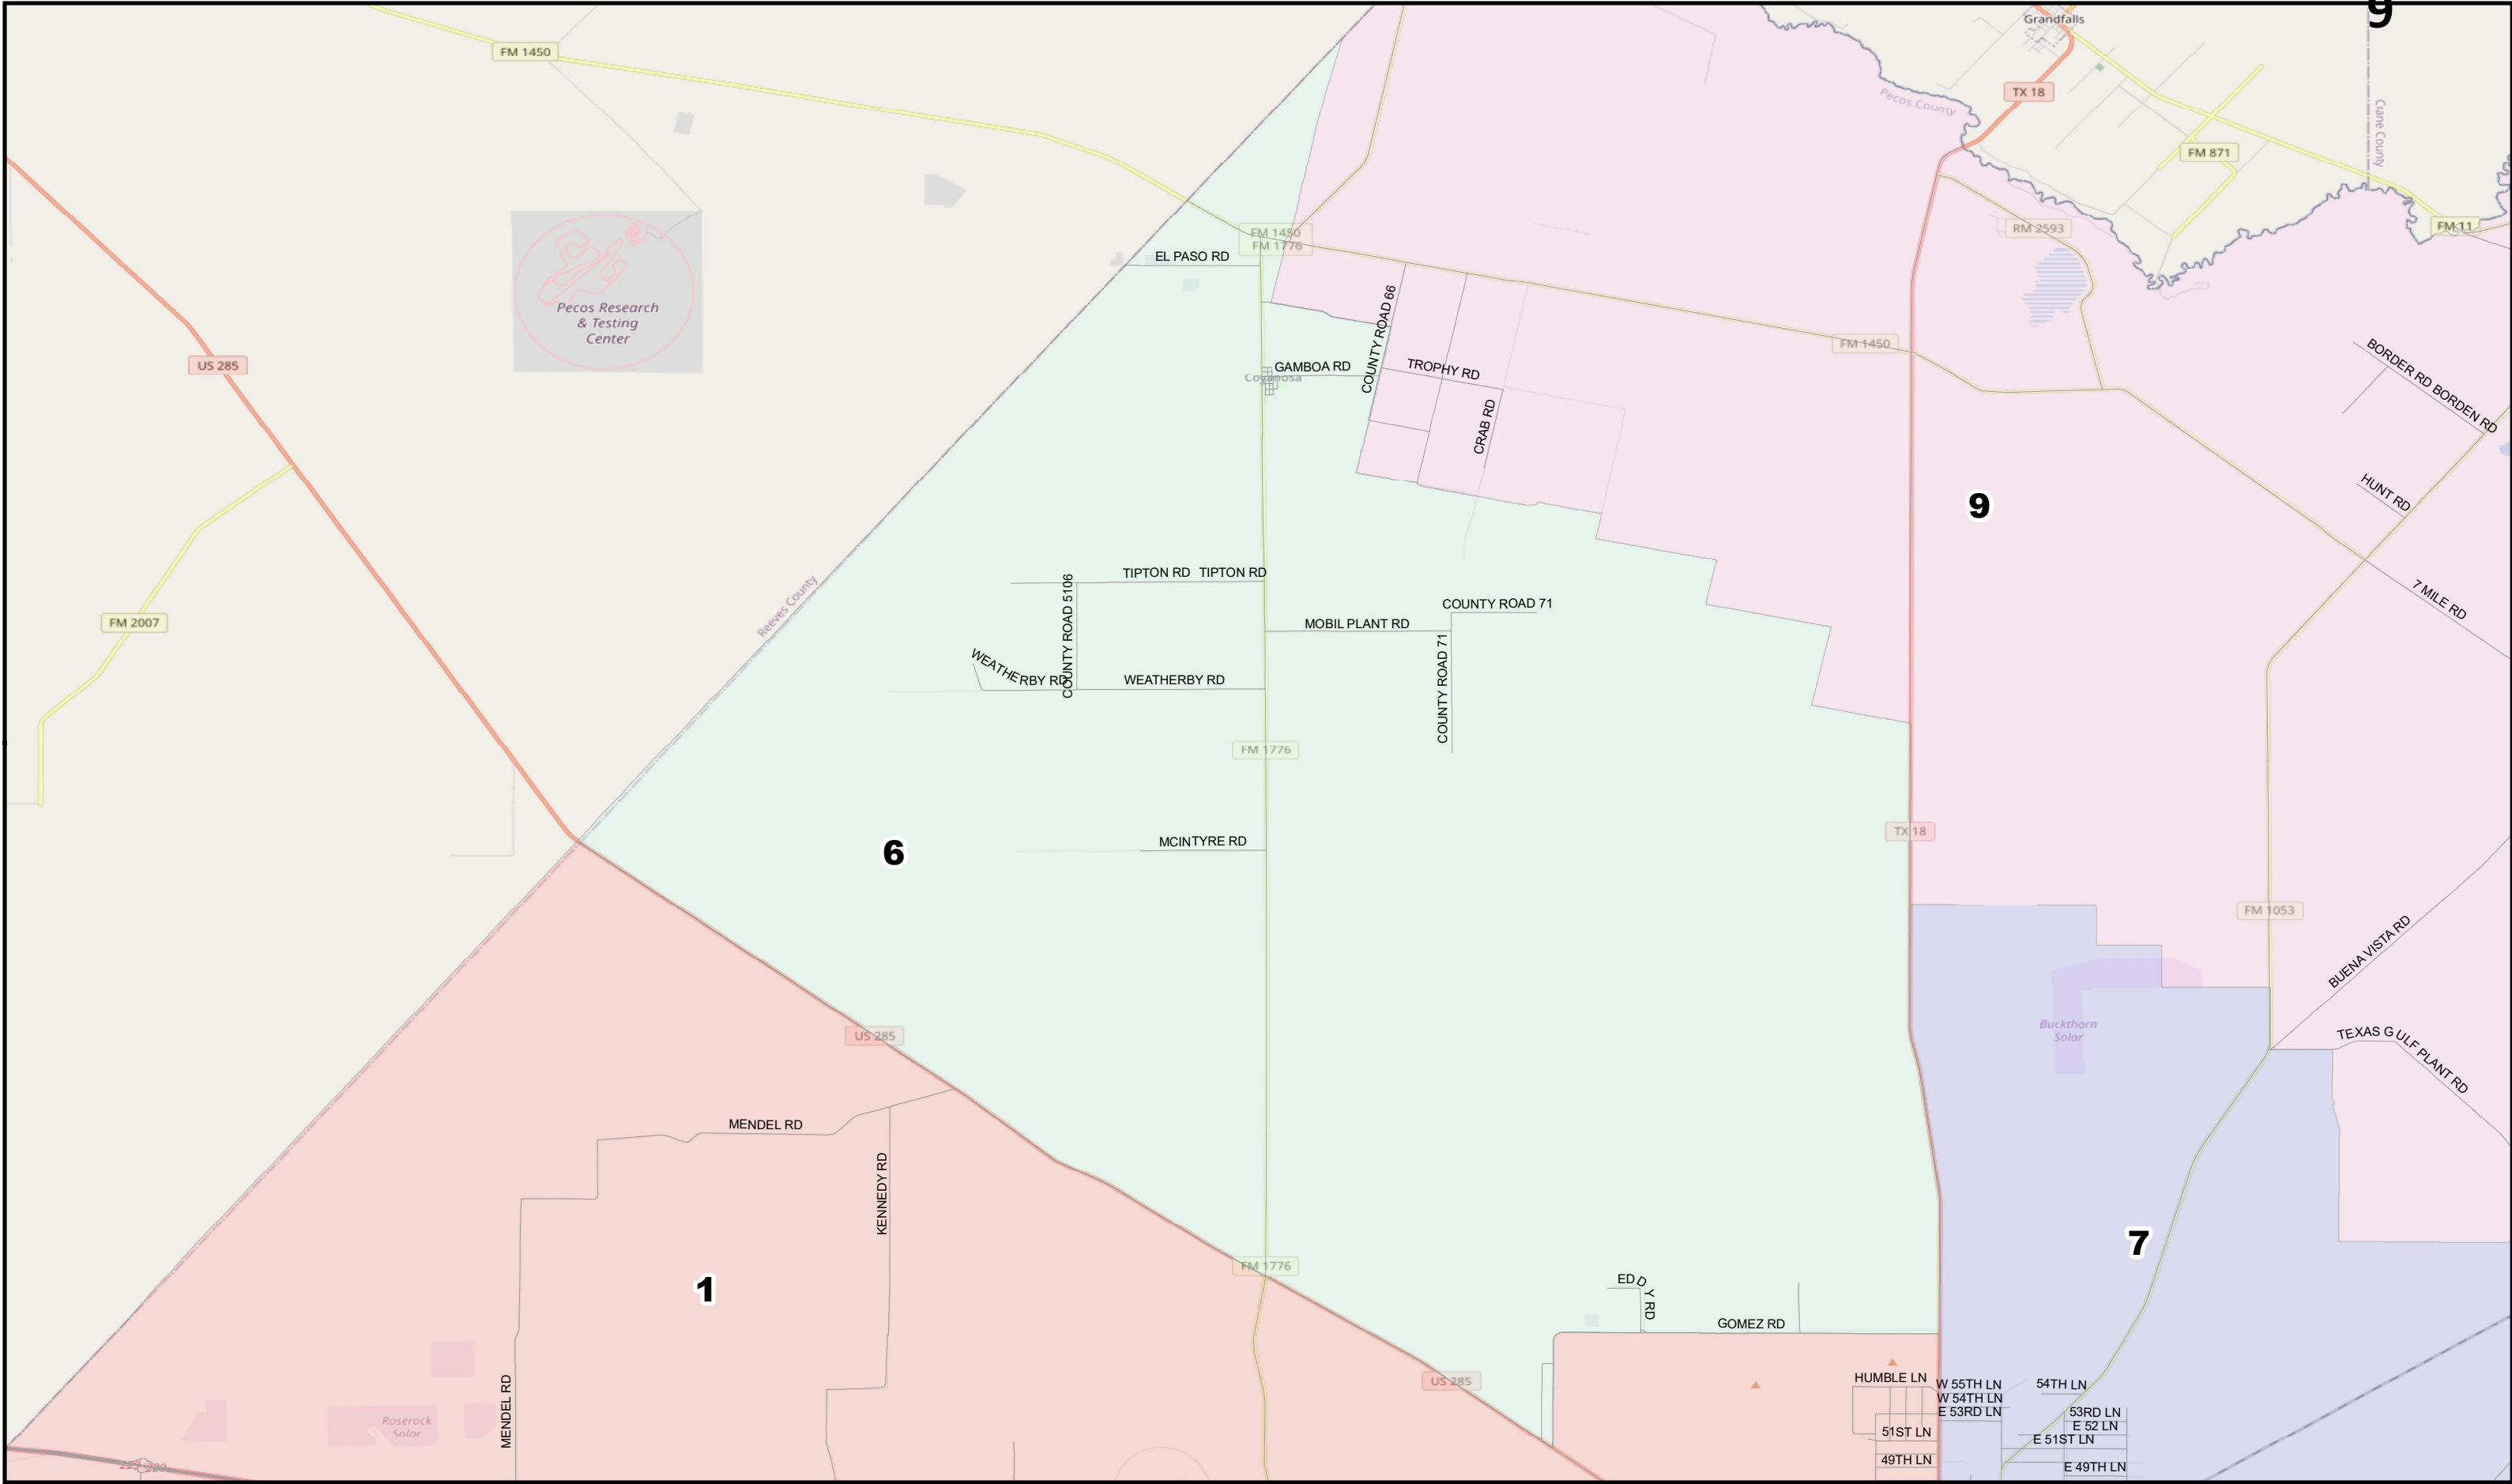 9
Grandfalls
FM 1450
TX 18
Pecos County
Crane County
FM 871
FM 11
FM 1450
FM 1776
RM 2593
EL PASO RD
Pecos Research
& Testing
Center
COUNTY ROAD 66
US 285
GAMBOA RD
Coyanosa
TROPHY RD
FM 1450
BORDER RD BORDEN RD
CRAB RD
HUNT RD
9
Reeves County
TIPTON RD TIPTON RD
COUNTY ROAD 5106
COUNTY ROAD 71
7 MILE RD
FM 2007
MOBIL PLANT RD
COUNTY ROAD 71
WEATHERBY RD
WEATHERBY RD
FM 1776
TX 18
MCINTYRE RD
6
FM 1053
BUENA VISTA RD
US 285
Buckthorn
Solar
TEXAS GULF PLANT RD
MENDEL RD
KENNEDY RD
7
FM 1776
1
EDDY RD
GOMEZ RD
US 285
HUMBLE LN
W 55TH LN
54TH LN
W 54TH LN
E 53RD LN
53RD LN
MENDEL RD
Roserock
Solar
E 52 LN
51ST LN
E 51ST LN
49TH LN
E 49TH LN